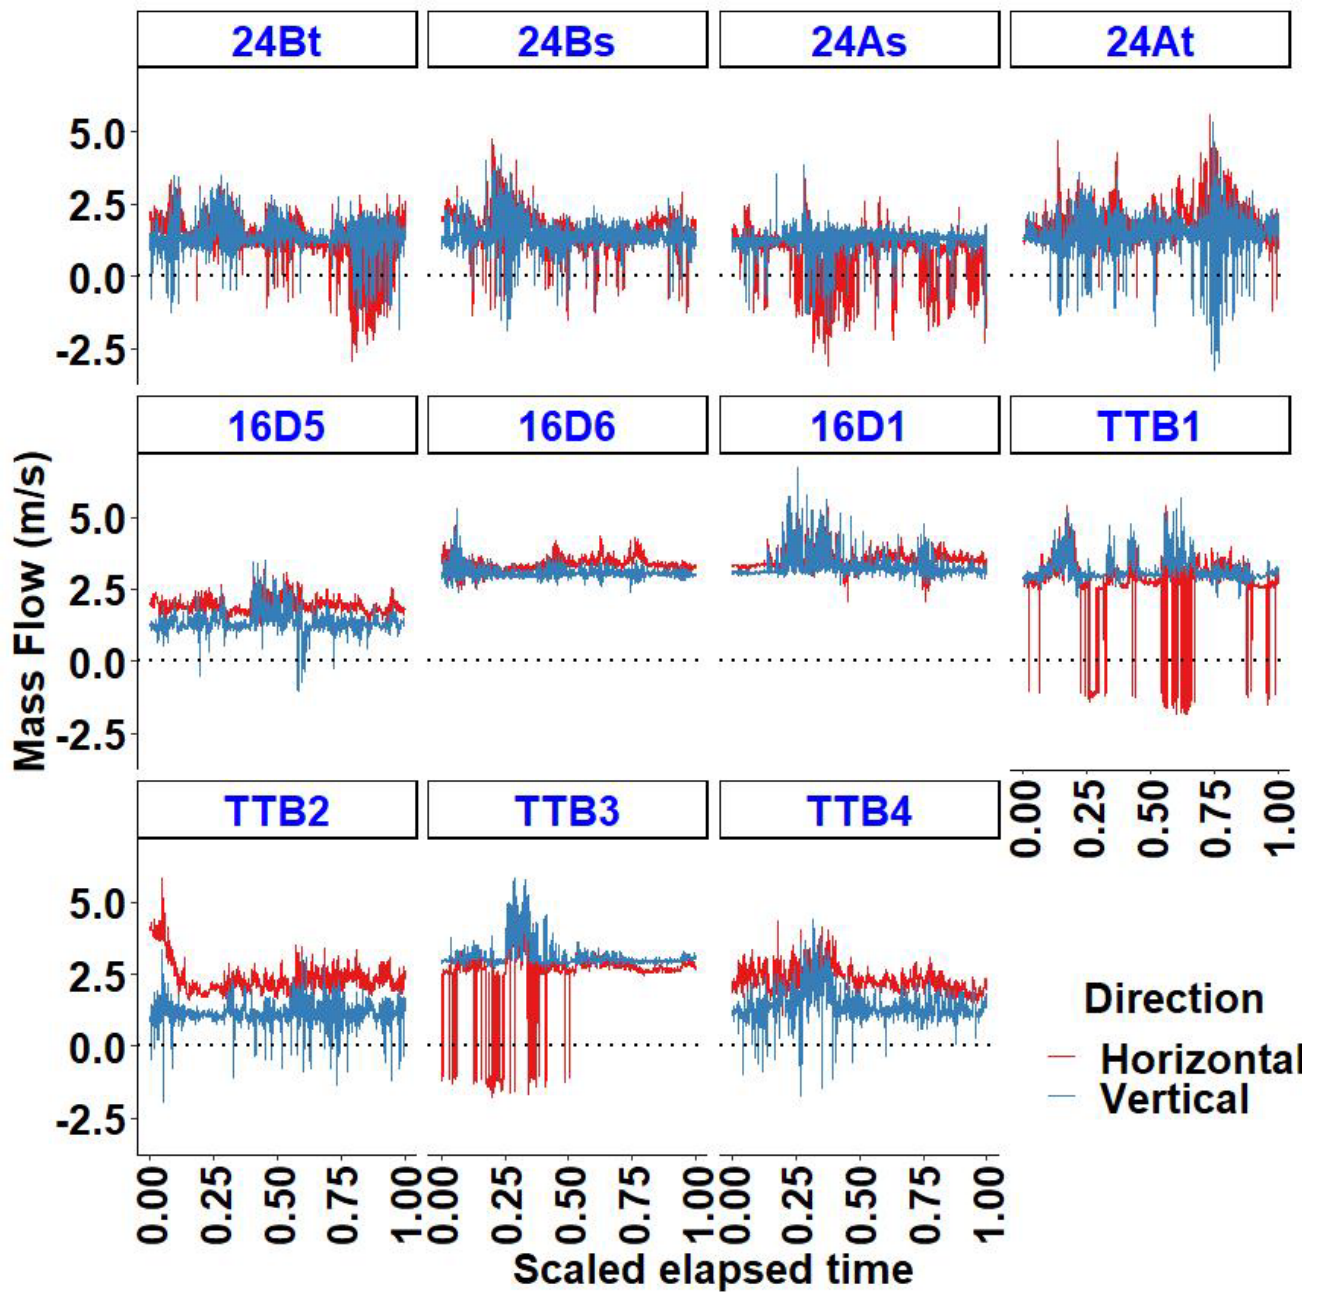 24Bt 24Bs 24As 24At
5.0
2.5
0.0
-2.5
16D5 16D6 16D1 TTB1
5.0
2.5
0.0
-2.5
0.00 0.25 0.50 0.75 1.00
TTB2 TTB3 TTB4
5.0
2.5
0.0
-2.5
0.00 0.25 0.50 0.75 1.00 0.00 0.25 0.50 0.75 1.00 0.00 0.25 0.50 0.75 1.00
Mass Flow (m/s)
Scaled elapsed time
Direction
Horizontal
Vertical